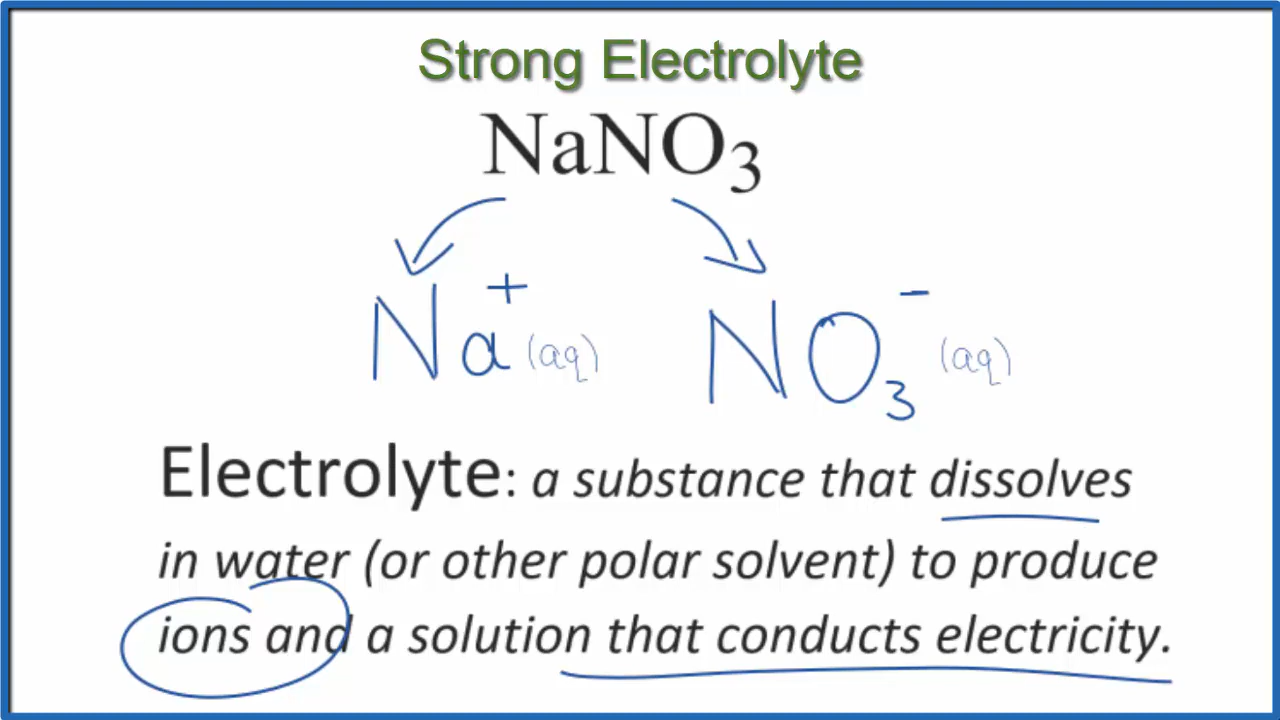 Strong Electrolyte
NaNO₃
Na⁺(aq) NO₃⁻(aq)
Electrolyte: a substance that dissolves
in water (or other polar solvent) to produce
ions and a solution that conducts electricity.